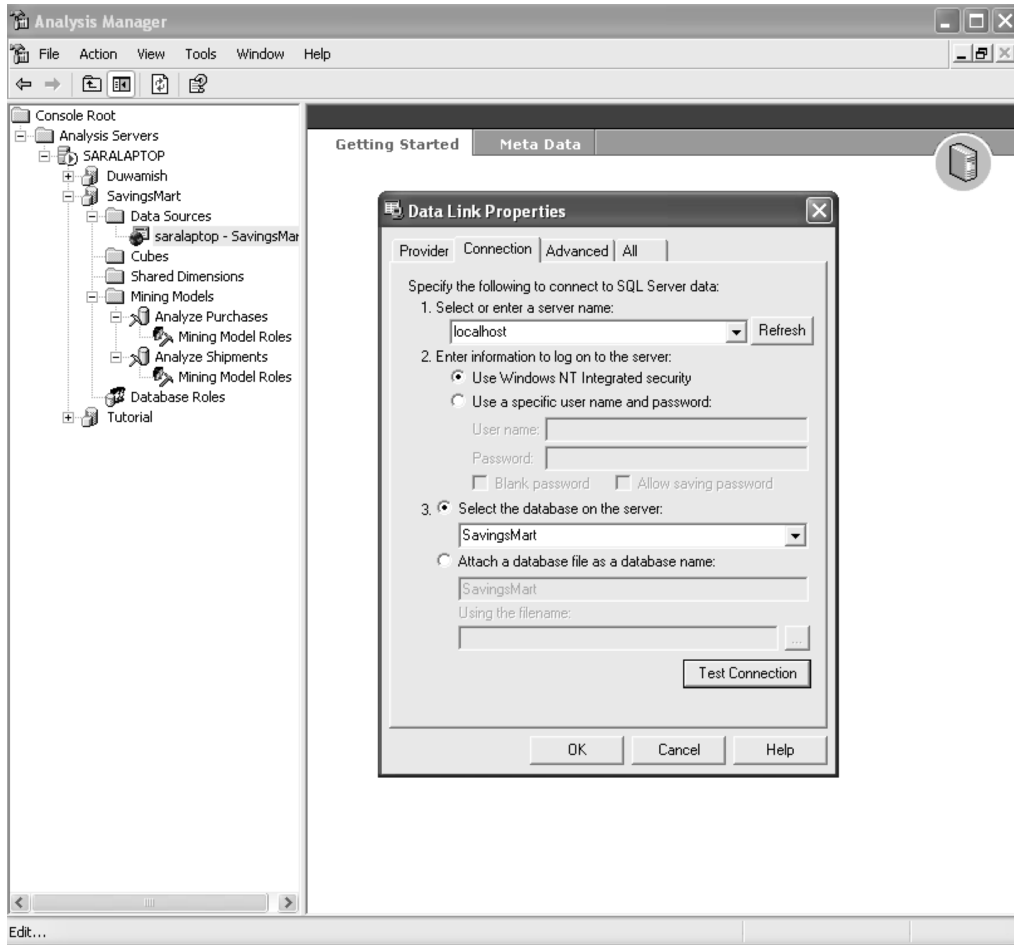 Analysis Manager
File Action View Tools Window Help
Console Root
Analysis Servers
SARALAPTOP
Duwamish
SavingsMart
Data Sources
saralaptop - SavingsMar
Cubes
Shared Dimensions
Mining Models
Analyze Purchases
Mining Model Roles
Analyze Shipments
Mining Model Roles
Database Roles
Tutorial
Getting Started Meta Data
Data Link Properties
Provider Connection Advanced All
Specify the following to connect to SQL Server data:
1. Select or enter a server name:
localhost Refresh
2. Enter information to log on to the server:
Use Windows NT Integrated security
Use a specific user name and password:
User name:
Password:
Blank password Allow saving password
3. Select the database on the server:
SavingsMart
Attach a database file as a database name:
SavingsMart
Using the filename:
...
Test Connection
OK Cancel Help
Edit...